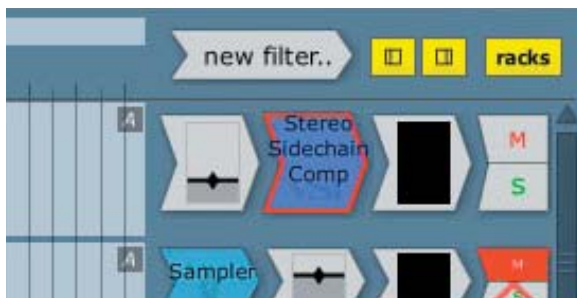 new filter..
racks
A
Stereo
Sidechain
Comp
M
S
A
Sampler
M
S